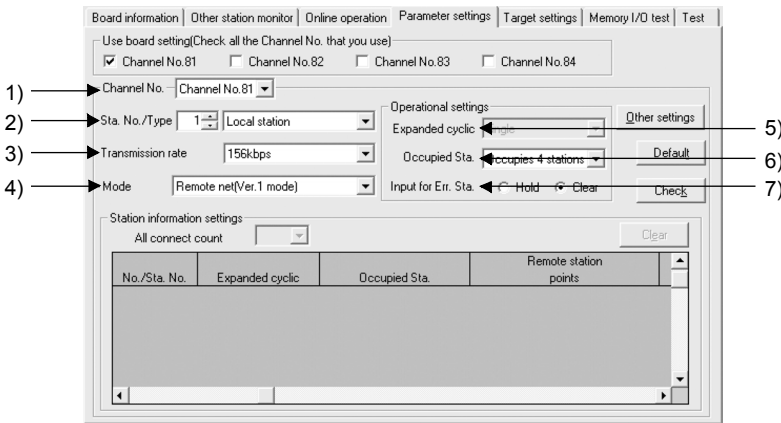 Board information Other station monitor Online operation Parameter settings Target settings Memory I/O test Test
Use board setting(Check all the Channel No. that you use)
Channel No.81 Channel No.82 Channel No.83 Channel No.84
1) Channel No. Channel No.81
2) Sta. No./Type 1 Local station
3) Transmission rate 156kbps
4) Mode Remote net(Ver.1 mode)
Operational settings
Expanded cyclic 5)
Occupied Sta. Occupies 4 stations 6)
Input for Err. Sta. Hold Clear 7)
Other settings
Default
Check
Station information settings
All connect count Clear
No./Sta. No. Expanded cyclic Occupied Sta. Remote station
points